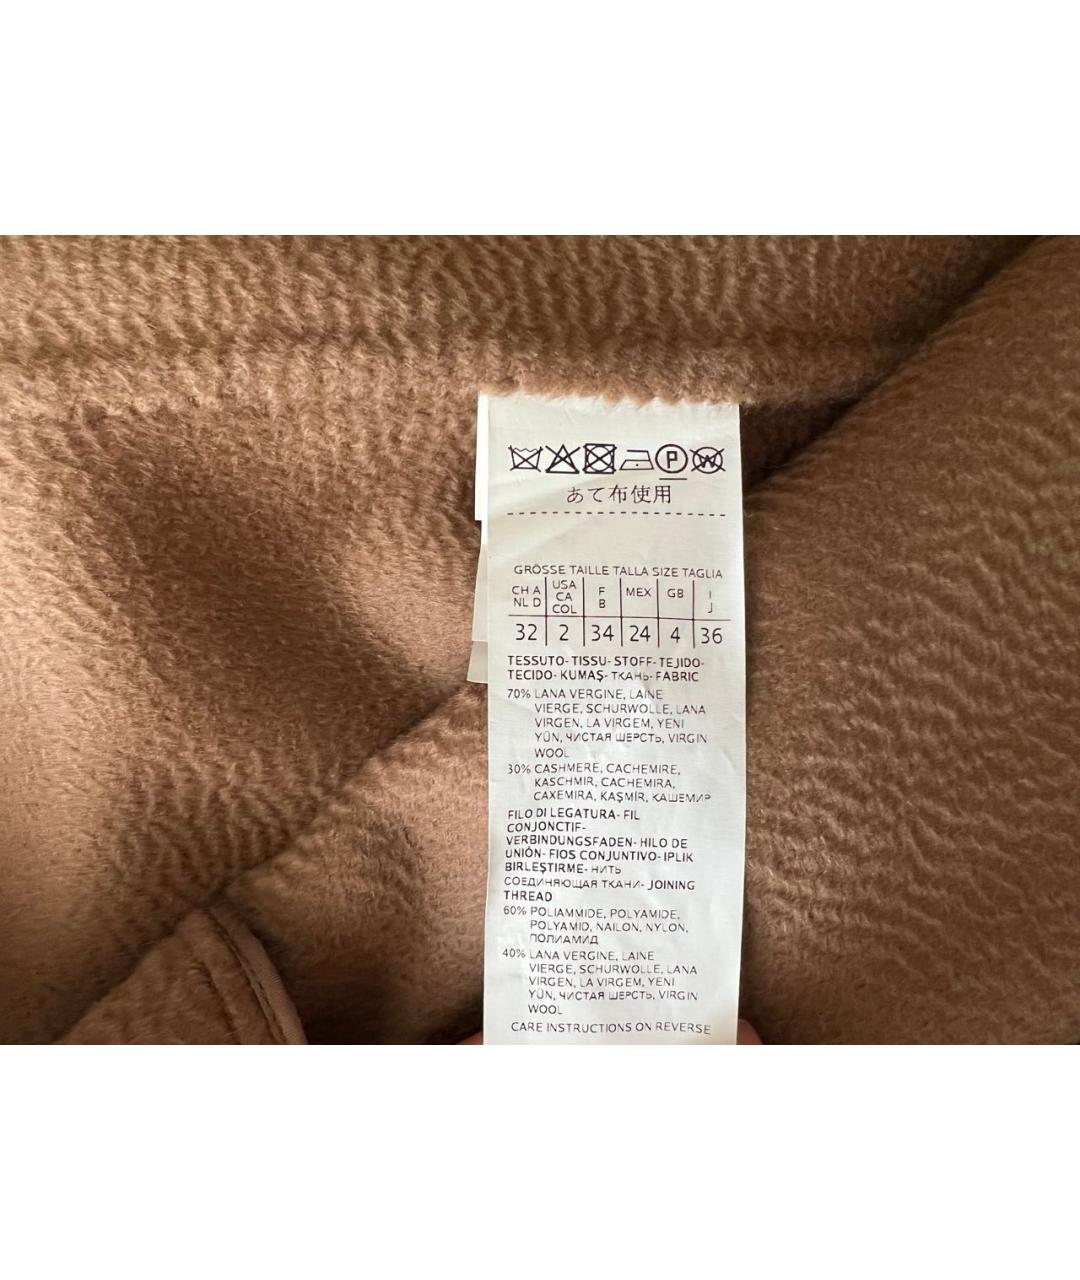 あて布使用
GRÖSSE TAILLE TALLA SIZE TAGLIA
CH A NL D USA CA COL F B MEX GB I J
32 2 34 24 4 36
TESSUTO- TISSU- STOFF- TEJIDO-
TECIDO- KUMAŞ- ТКАНЬ- FABRIC
70% LANA VERGINE, LAINE
VIERGE, SCHURWOLLE, LANA
VIRGEN, LA VIRGEM, YENI
YÜN, ЧИСТАЯ ШЕРСТЬ, VIRGIN
WOOL
30% CASHMERE, CACHEMIRE,
KASCHMIR, CACHEMIRA,
CAXEMIRA, KAŞMİR, КАШЕМИР
FILO DI LEGATURA- FIL
CONJONCTIF-
VERBINDUNGSFADEN- HILO DE
UNIÓN- FIOS CONJUNTIVO- IPLIK
BIRLEŞTIRME- НИТЬ
СОЕДИНЯЮЩАЯ ТКАНИ- JOINING
THREAD
60% POLIAMMIDE, POLYAMIDE,
POLYAMID, NAILON, NYLON,
ПОЛИАМИД
40% LANA VERGINE, LAINE
VIERGE, SCHURWOLLE, LANA
VIRGEN, LA VIRGEM, YENI
YÜN, ЧИСТАЯ ШЕРСТЬ, VIRGIN
WOOL
CARE INSTRUCTIONS ON REVERSE